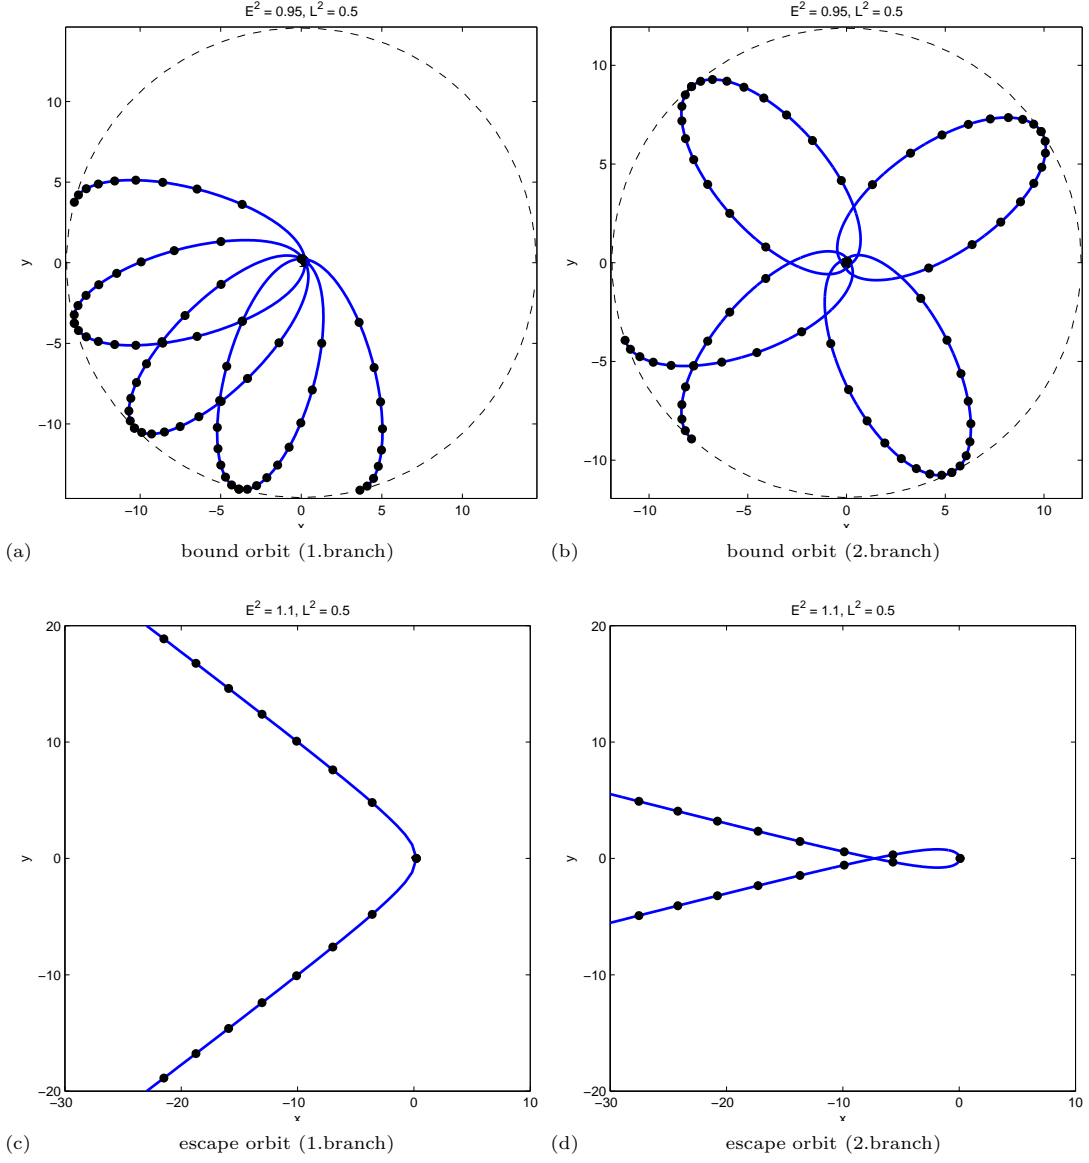 E² = 0.95, L² = 0.5
10
5
0
−5
−10
y
−10 −5 0 5 10
x
(a) bound orbit (1.branch)
E² = 0.95, L² = 0.5
10
5
0
−5
−10
y
−10 −5 0 5 10
x
(b) bound orbit (2.branch)
E² = 1.1, L² = 0.5
20
10
0
−10
−20
y
−30 −20 −10 0 10
x
(c) escape orbit (1.branch)
E² = 1.1, L² = 0.5
20
10
0
−10
−20
y
−30 −20 −10 0 10
x
(d) escape orbit (2.branch)